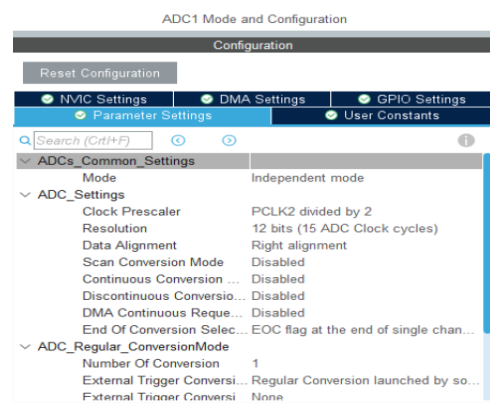 ADC1 Mode and Configuration
Configuration
Reset Configuration
NVIC Settings DMA Settings GPIO Settings
Parameter Settings User Constants
Search (Crtl+F)
ADCs_Common_Settings
Mode Independent mode
ADC_Settings
Clock Prescaler PCLK2 divided by 2
Resolution 12 bits (15 ADC Clock cycles)
Data Alignment Right alignment
Scan Conversion Mode Disabled
Continuous Conversion ... Disabled
Discontinuous Conversio... Disabled
DMA Continuous Reque... Disabled
End Of Conversion Selec... EOC flag at the end of single chan...
ADC_Regular_ConversionMode
Number Of Conversion 1
External Trigger Conversi... Regular Conversion launched by so...
External Trigger Conversi... None